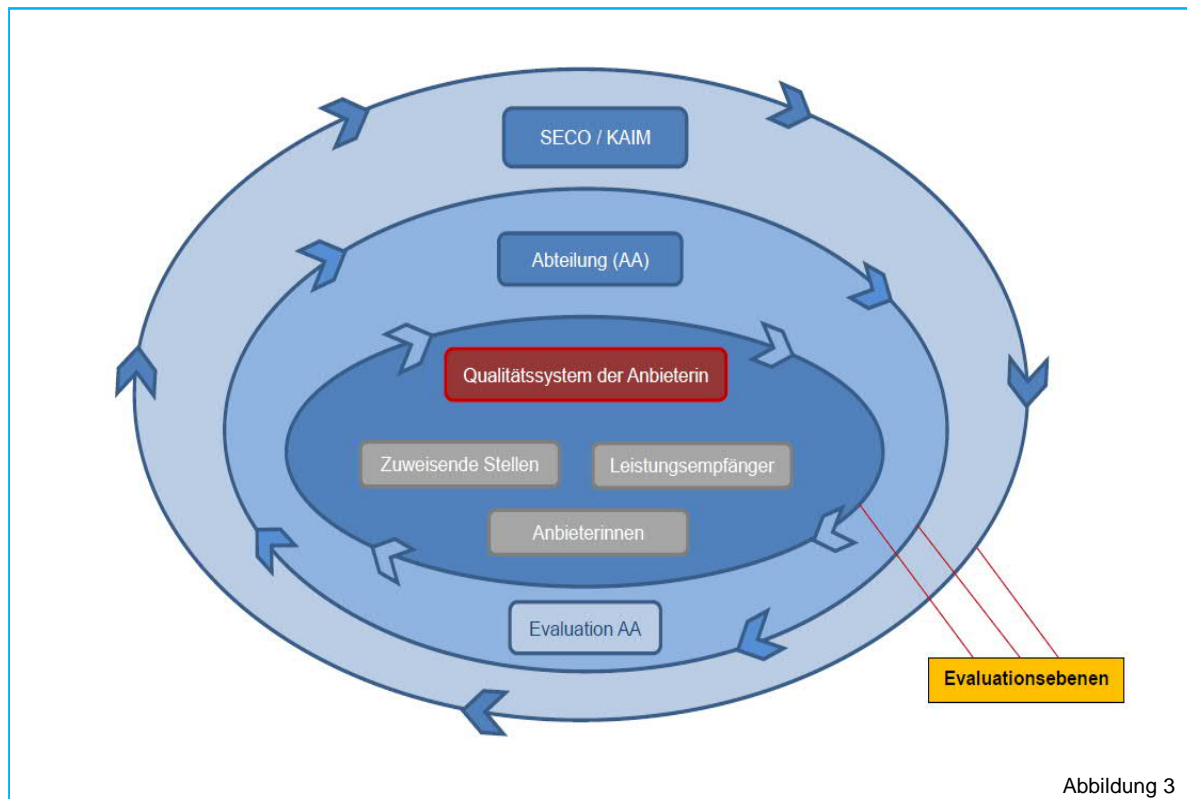 SECO / KAIM
Abteilung (AA)
Qualitätssystem der Anbieterin
Zuweisende Stellen
Leistungsempfänger
Anbieterinnen
Evaluation AA
Evaluationsebenen
Abbildung 3